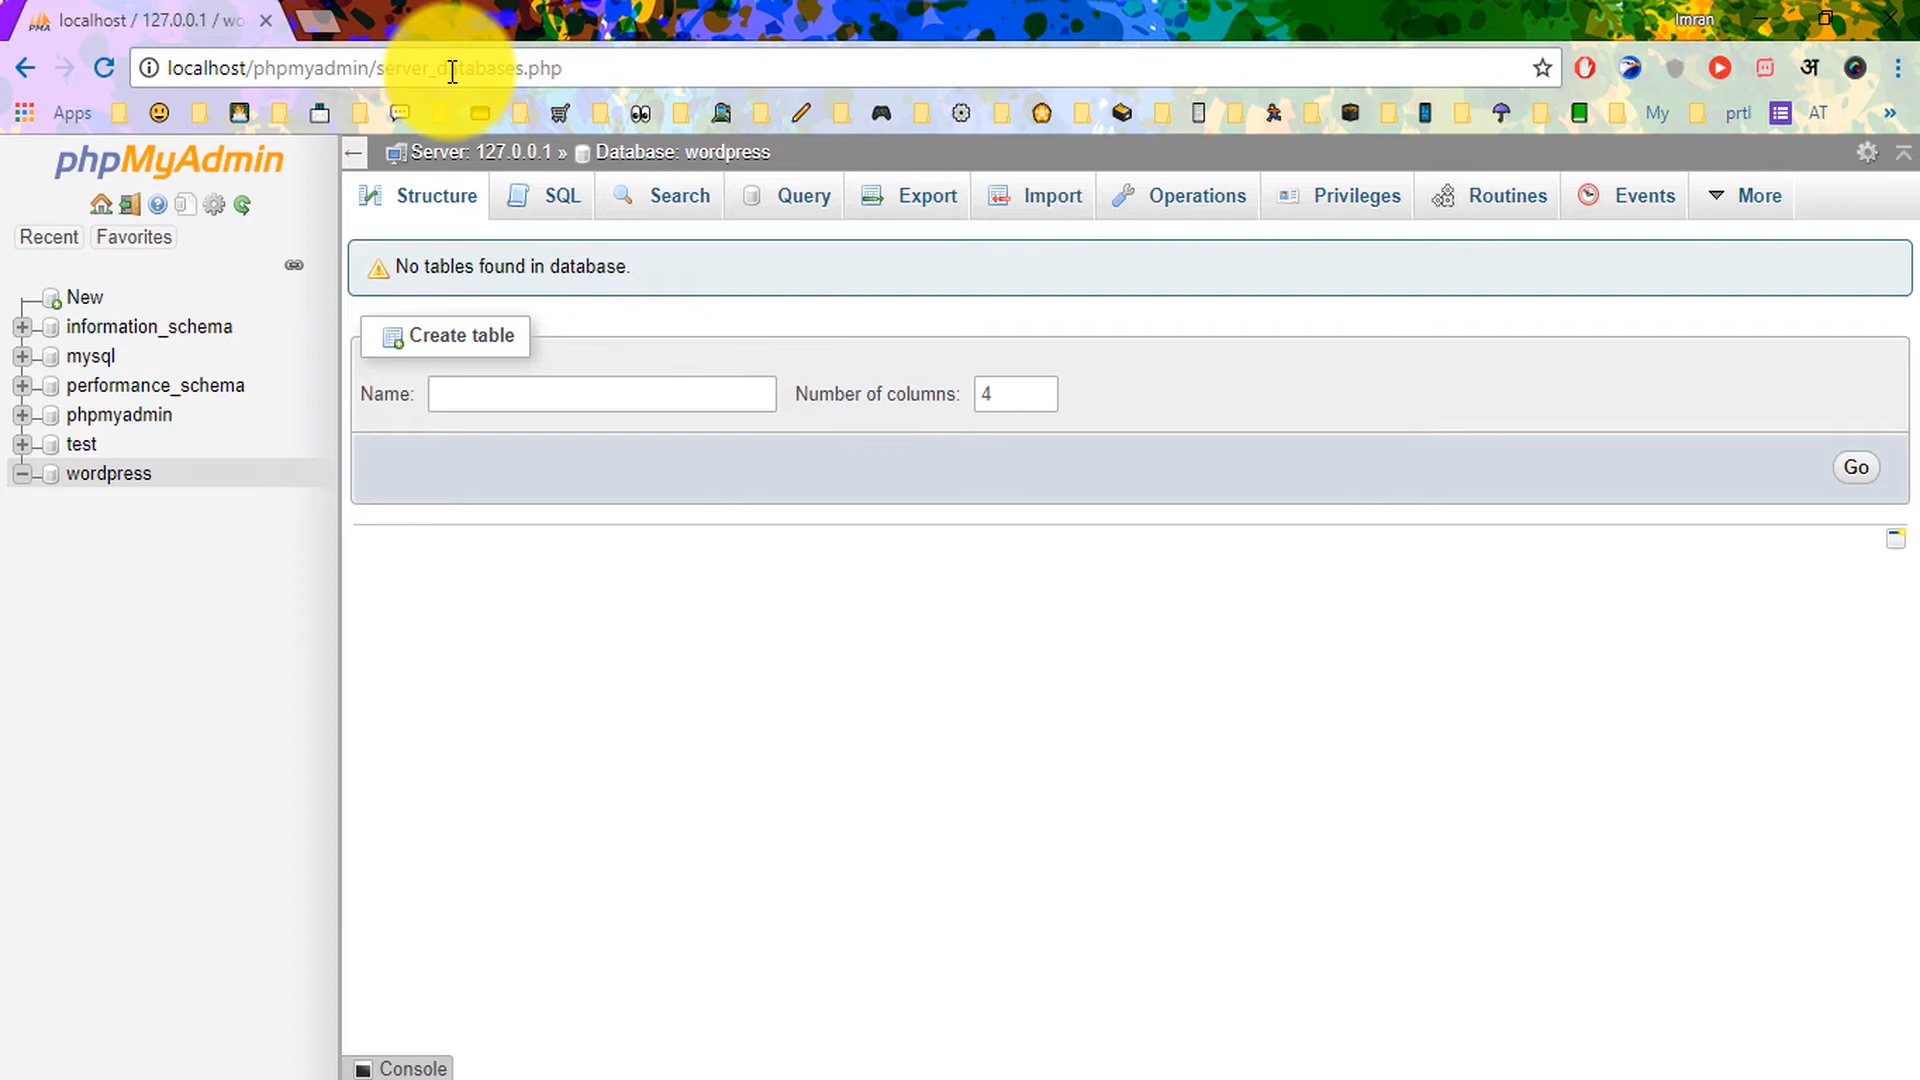 localhost / 127.0.0.1 / wo
Imran
localhost/phpmyadmin/server_databases.php
अ
Apps
My
prtl
AT
»
phpMyAdmin
Server: 127.0.0.1 » Database: wordpress
Recent Favorites
Structure SQL Search Query Export Import Operations Privileges Routines Events More
New
information_schema
mysql
performance_schema
phpmyadmin
test
wordpress
No tables found in database.
Create table
Name: Number of columns: 4
Go
Console